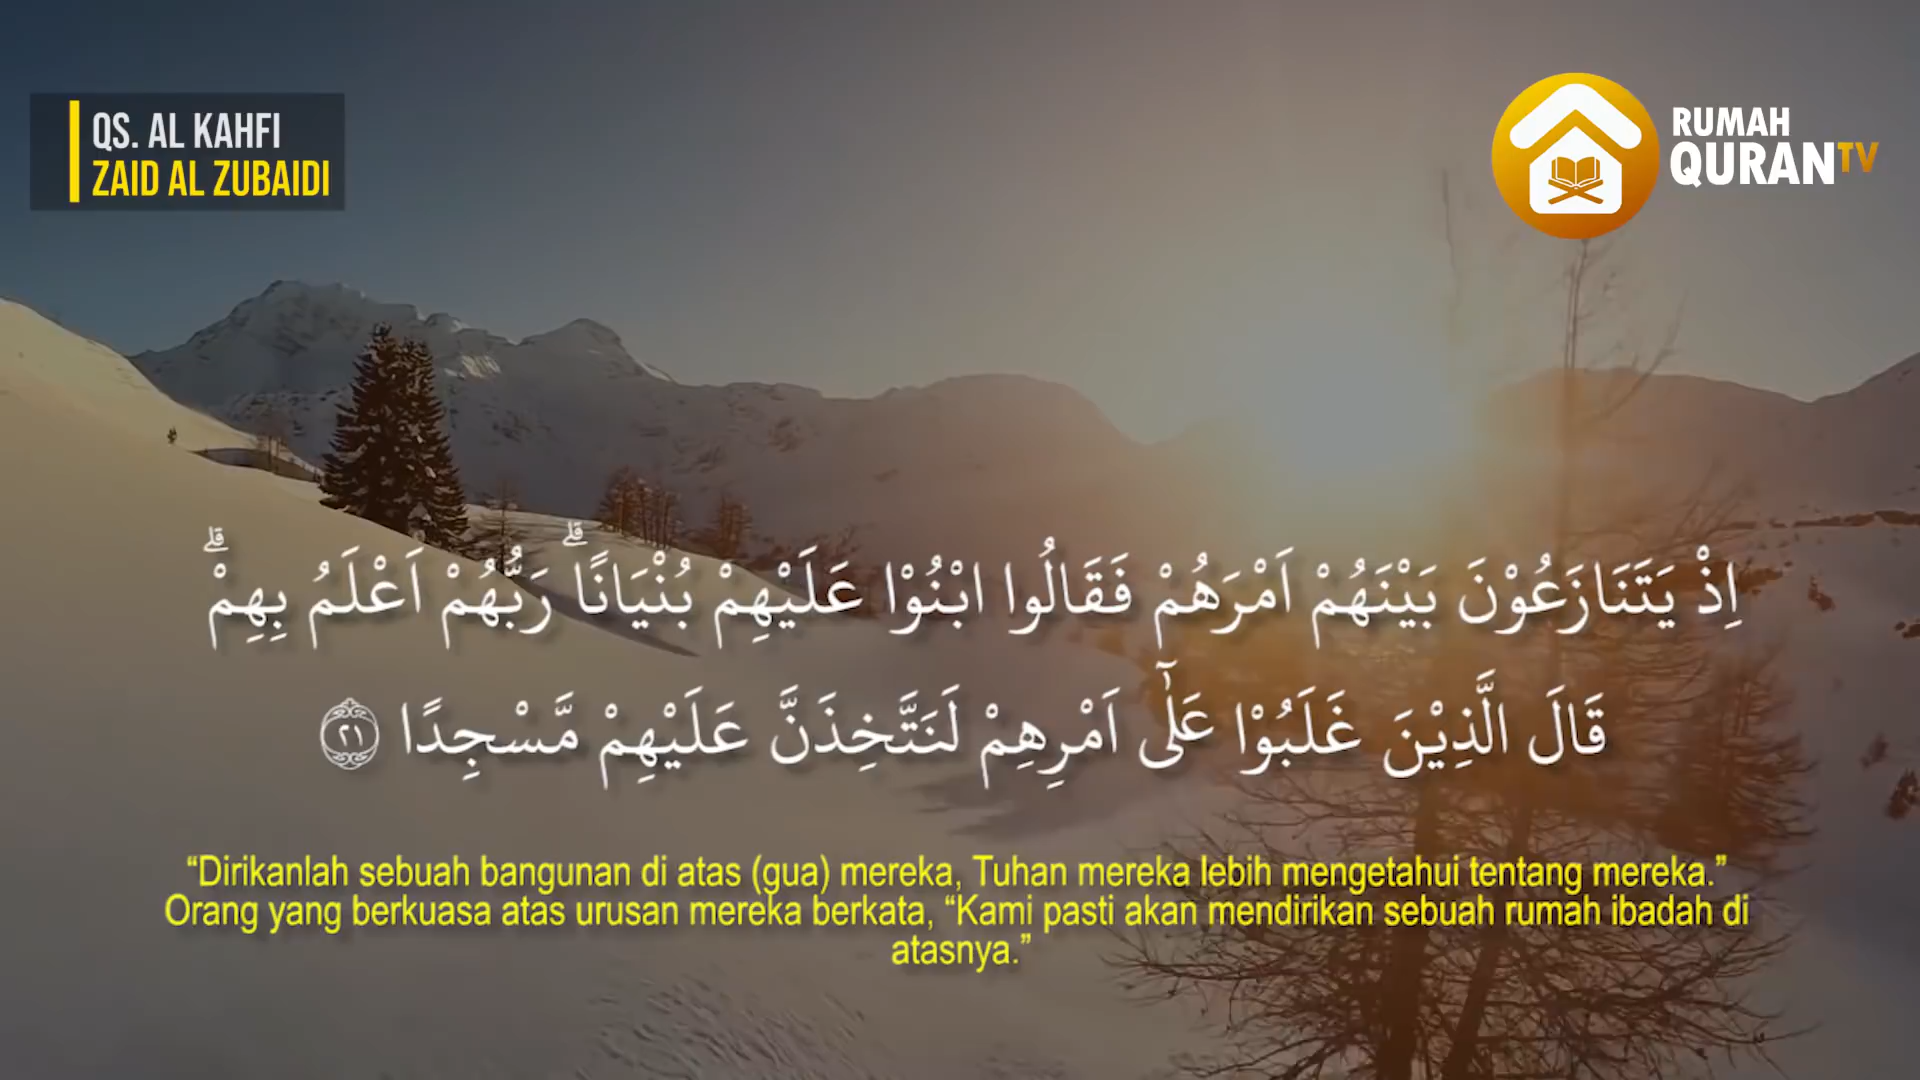 QS. AL KAHFI
ZAID AL ZUBAIDI
RUMAH
QURANTV
اِذْ يَتَنَازَعُوْنَ بَيْنَهُمْ اَمْرَهُمْ فَقَالُوا ابْنُوْا عَلَيْهِمْ بُنْيَانًاۗ رَبُّهُمْ اَعْلَمُ بِهِمْۗ
قَالَ الَّذِيْنَ غَلَبُوْا عَلٰٓى اَمْرِهِمْ لَنَتَّخِذَنَّ عَلَيْهِمْ مَّسْجِدًا ٢١
“Dirikanlah sebuah bangunan di atas (gua) mereka, Tuhan mereka lebih mengetahui tentang mereka.”
Orang yang berkuasa atas urusan mereka berkata, “Kami pasti akan mendirikan sebuah rumah ibadah di
atasnya.”